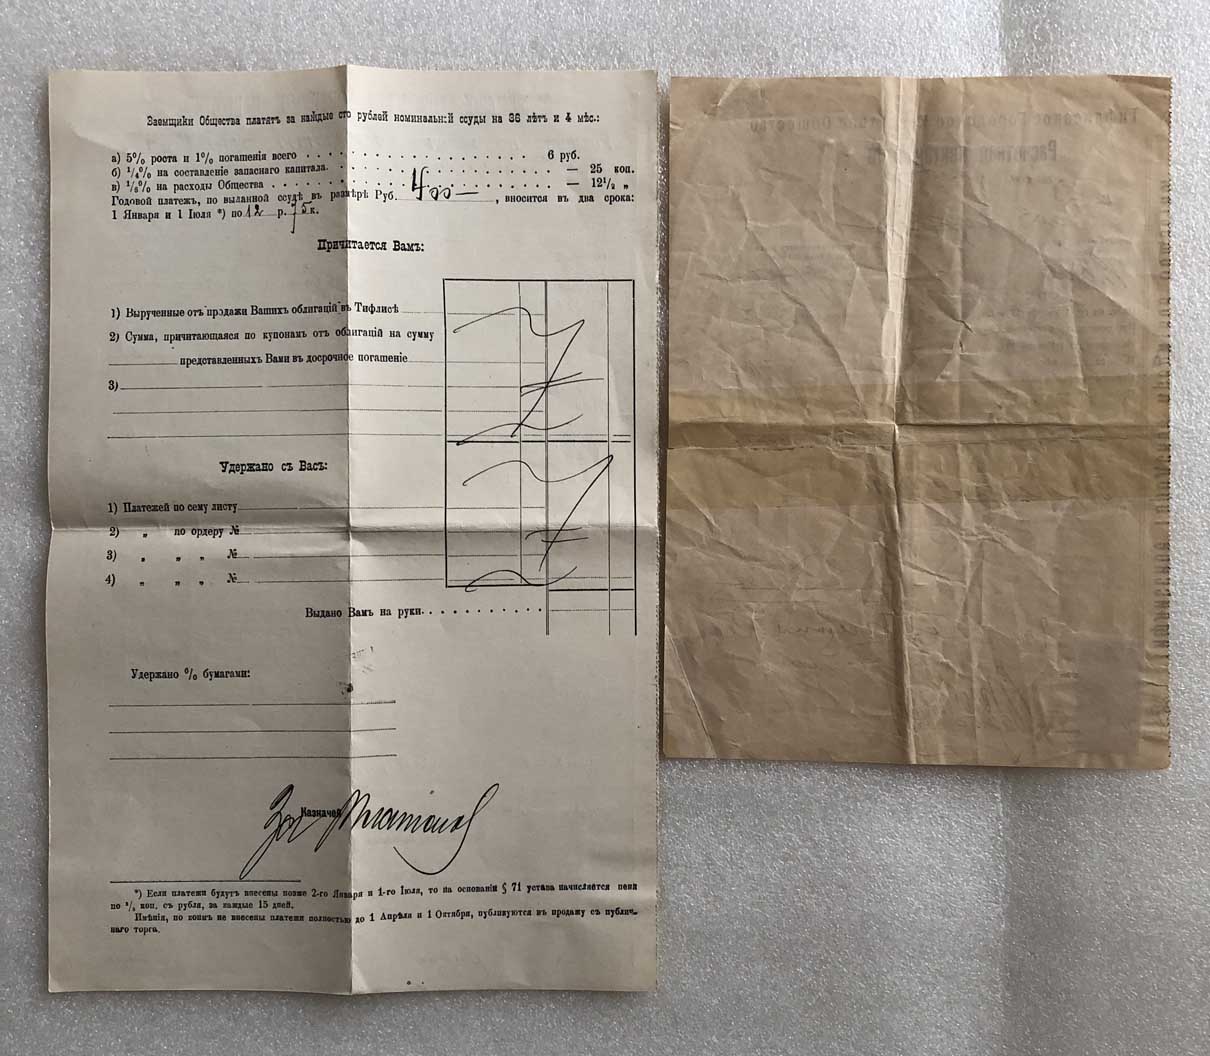 Заемщики Общества платятъ за каждые сто рублей номинальной ссуды на 36 лѣтъ и 4 мѣс.:
а) 5% роста и 1% погашенія всего . . . . . . . . . . . . . . . . 6 руб.
б) 1/4% на составленіе запаснаго капитала. . . . . . . . . . . . . — 25 коп.
в) 1/8% на расходы Общества . . . . . . . . . . . . . . . . — 12 1/2 „
Годовой платежъ, по выданной ссудѣ въ размѣрѣ Руб. 400— , вносится въ два срока:
1 Января и 1 Іюля *) по 12 р. 75 к.
Причитается Вамъ:
1) Вырученные отъ продажи Вашихъ облигацій въ Тифлисѣ
2) Сумма, причитающаяся по купонамъ отъ облигацій на сумму
представленныхъ Вами въ досрочное погашеніе
3)
Удержано съ Васъ:
1) Платежей по сему листу
2) „ по ордеру №
3) „ „ „ №
4) „ „ „ №
Выдано Вамъ на руки. . . . . . . . . . .
Удержано % бумагами:
Казначей
*) Если платежи будутъ внесены позже 2-го Января и 1-го Іюля, то на основаніи § 71 устава начисляется пени
коп. съ рубля, за каждые 15 дней.
Имѣнія, по коимъ не внесены платежи полностью до 1 Апрѣля и 1 Октября, публикуются въ продажу съ публич-
наго торга.